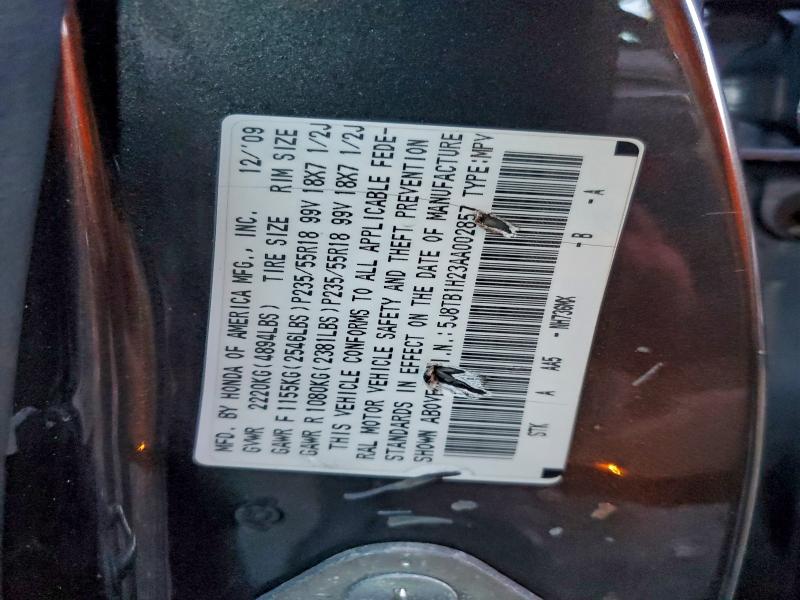 MFD. BY HONDA OF AMERICA MFG., INC. 12/'09
GVWR 2220KG(4894LBS) TIRE SIZE RIM SIZE
GAWR F 1155KG(2546LBS)P235/55R18 99V 18X7 1/2J
GAWR R 1080KG(2381LBS)P235/55R18 99V 18X7 1/2J
THIS VEHICLE CONFORMS TO ALL APPLICABLE FEDE-
RAL MOTOR VEHICLE SAFETY AND THEFT PREVENTION
STANDARDS IN EFFECT ON THE DATE OF MANUFACTURE
SHOWN ABOVE. I.N.:5J8TB1H23AA002857 TYPE:MPV
-B -A
STK A AA5 -NH736MX